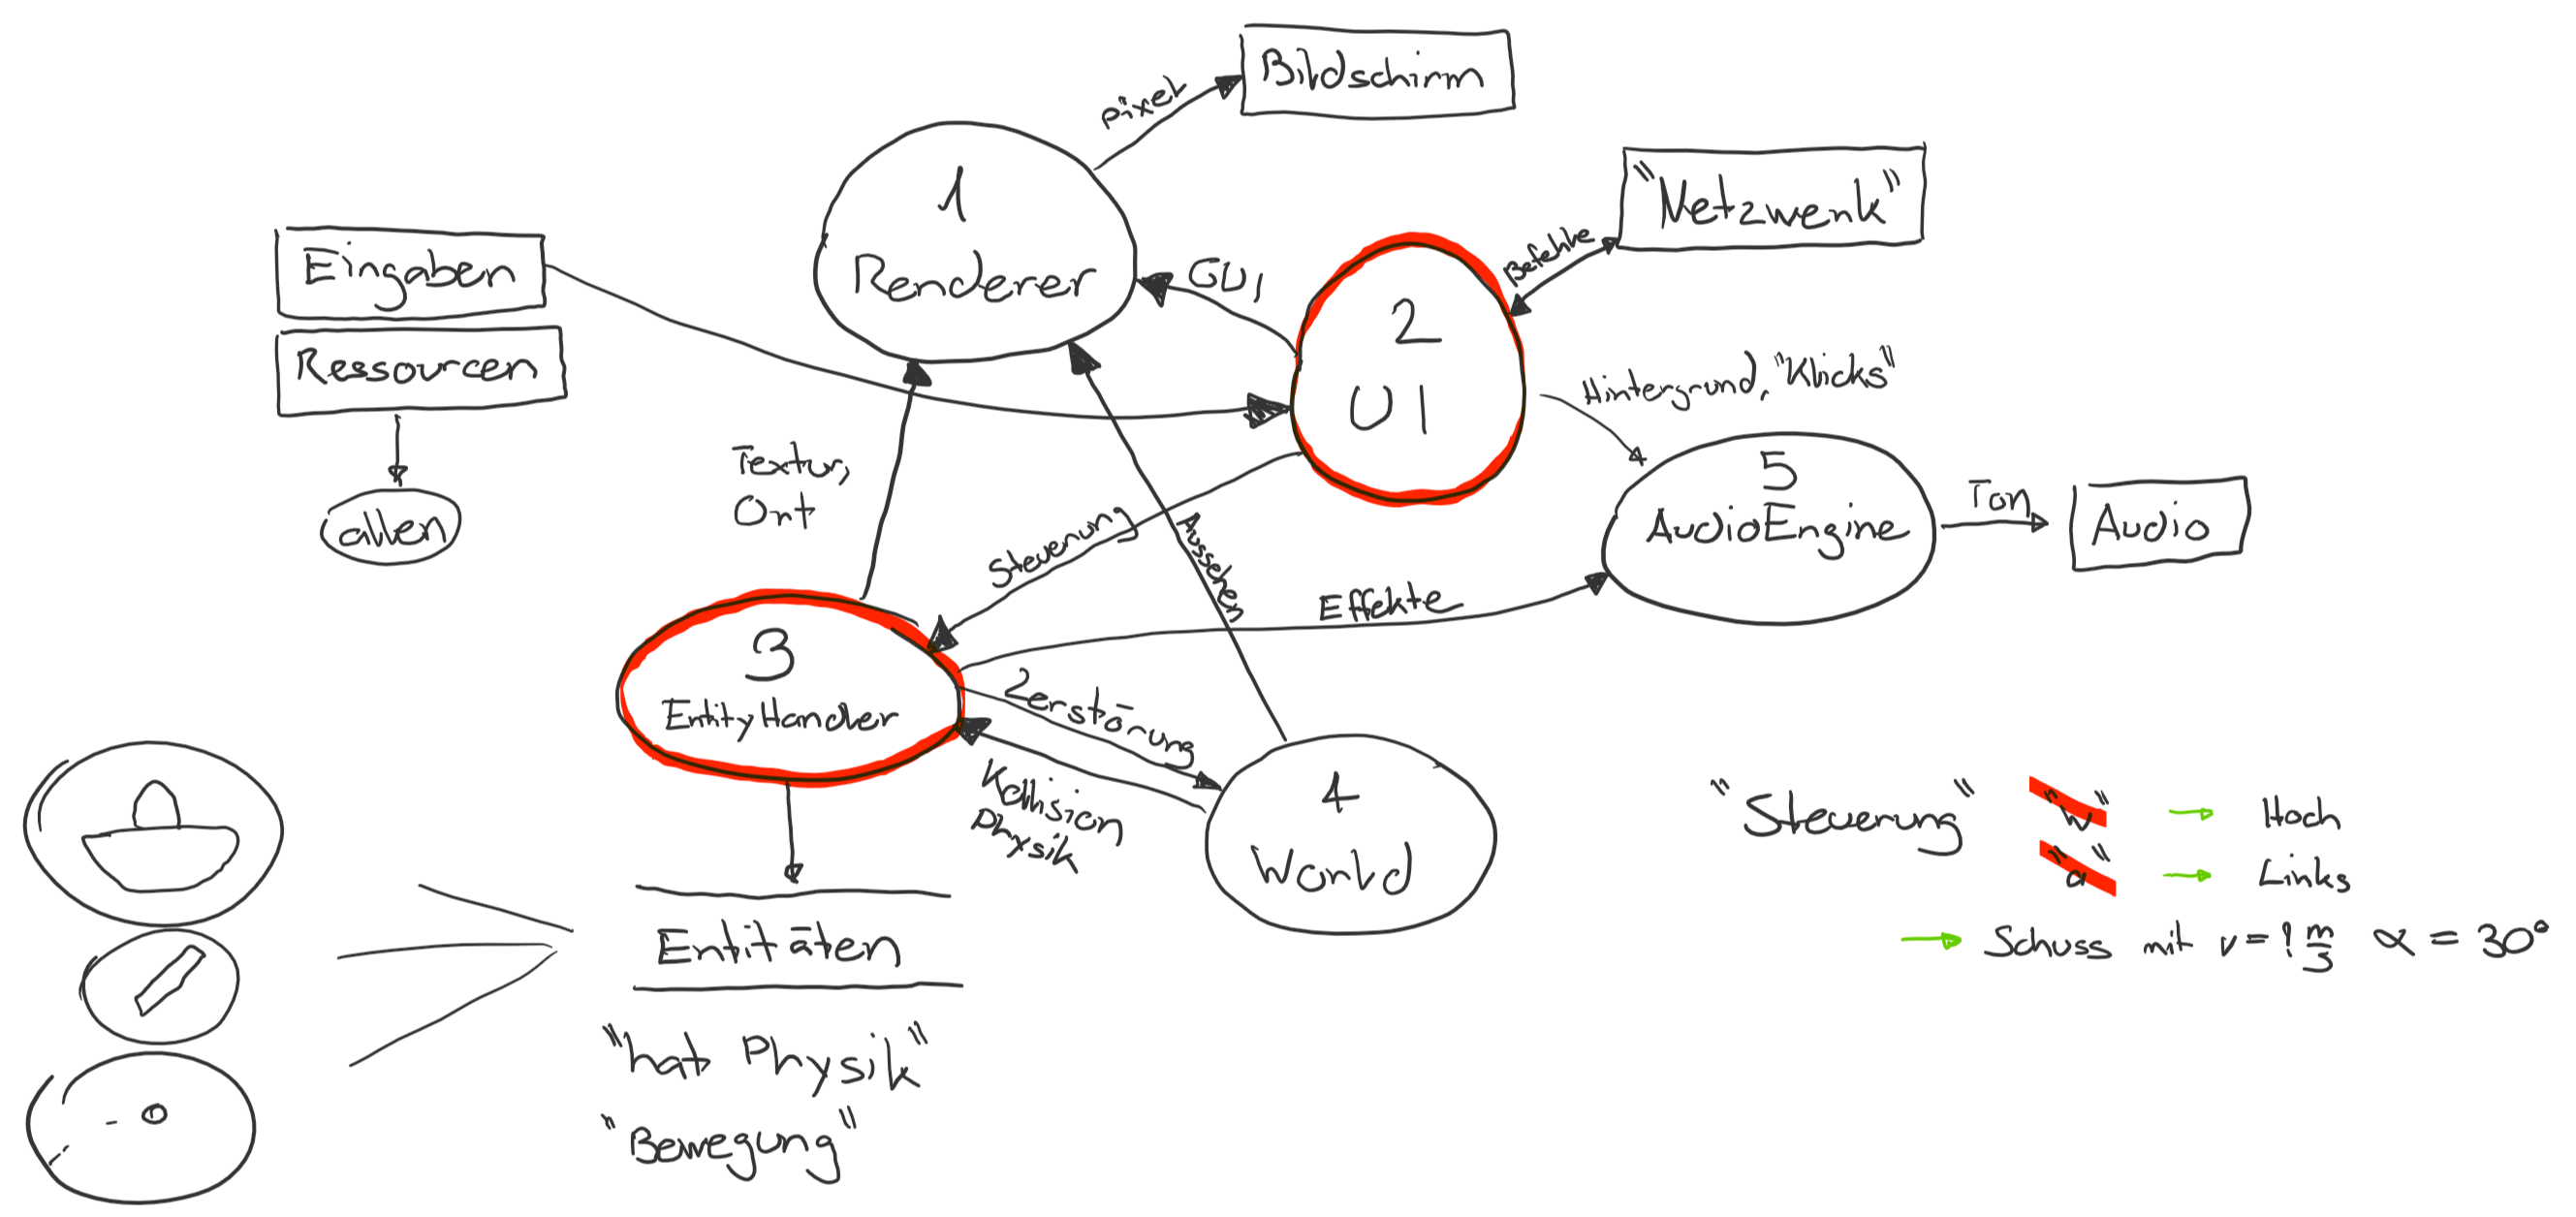 Bildschirm
pixel
1
Renderer
"Netzwerk"
Befehle
Eingaben
Ressourcen
allen
GUI
2
UI
Hintergrund, "Klicks"
5
AudioEngine
Ton
Audio
Textur,
Ort
Steuerung
Aussehen
Effekte
3
EntityHandler
Zerstörung
Kollision
Physik
4
World
Entitäten
"hat Physik"
"Bewegung"
"Steuerung" "W" → Hoch
"a" → Links
→ Schuss mit v = ! m/s α = 30°